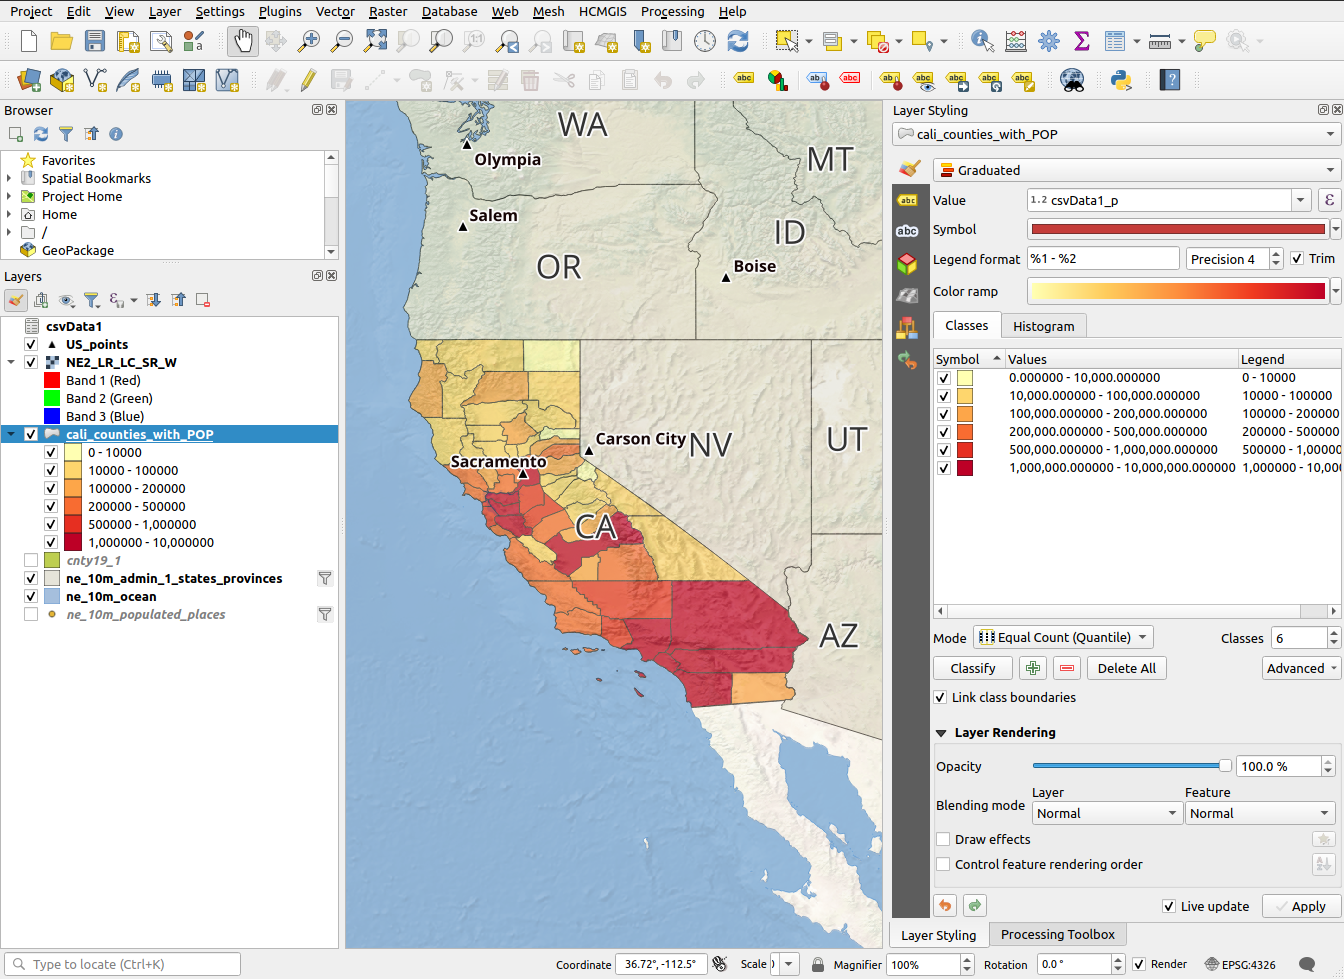 Project Edit View Layer Settings Plugins Vector Raster Database Web Mesh HCMGIS Processing Help
Browser
Favorites
Spatial Bookmarks
Project Home
Home
/
GeoPackage
Layers
csvData1
US_points
NE2_LR_LC_SR_W
Band 1 (Red)
Band 2 (Green)
Band 3 (Blue)
cali_counties_with_POP
0 - 10000
10000 - 100000
100000 - 200000
200000 - 500000
500000 - 1,000000
1,000000 - 10,000000
cnty19_1
ne_10m_admin_1_states_provinces
ne_10m_ocean
ne_10m_populated_places
WA
Olympia
MT
Salem
ID
OR
Boise
Carson City
NV
UT
Sacramento
CA
AZ
Layer Styling
cali_counties_with_POP
Graduated
Value 1.2 csvData1_p
Symbol
Legend format %1 - %2 Precision 4 Trim
Color ramp
Classes Histogram
Symbol Values Legend
0.000000 - 10,000.000000 0 - 10000
10,000.000000 - 100,000.000000 10000 - 100000
100,000.000000 - 200,000.000000 100000 - 200000
200,000.000000 - 500,000.000000 200000 - 500000
500,000.000000 - 1,000,000.000000 500000 - 1,0000
1,000,000.000000 - 10,000,000.000000 1,000000 - 10,0
Mode Equal Count (Quantile) Classes 6
Classify Delete All Advanced
Link class boundaries
Layer Rendering
Opacity 100.0 %
Layer Feature
Blending mode Normal Normal
Draw effects
Control feature rendering order
Live update Apply
Layer Styling Processing Toolbox
Type to locate (Ctrl+K) Coordinate 36.72°, -112.5° Scale Magnifier 100% Rotation 0.0 ° Render EPSG:4326